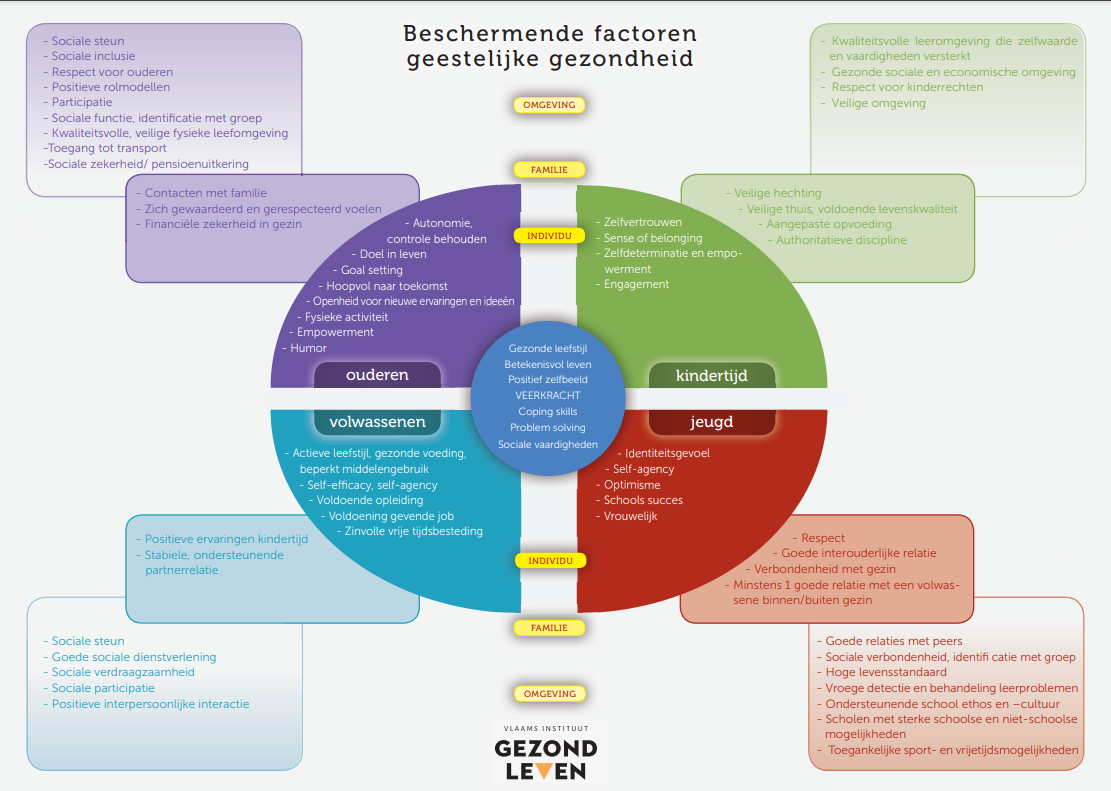 Beschermende factoren
geestelijke gezondheid
OMGEVING
FAMILIE
INDIVIDU
- Sociale steun
- Sociale inclusie
- Respect voor ouderen
- Positieve rolmodellen
- Participatie
- Sociale functie, identificatie met groep
- Kwaliteitsvolle, veilige fysieke leefomgeving
-Toegang tot transport
-Sociale zekerheid/ pensioenuitkering
- Contacten met familie
- Zich gewaardeerd en gerespecteerd voelen
- Financiële zekerheid in gezin
- Autonomie,
controle behouden
- Doel in leven
- Goal setting
- Hoopvol naar toekomst
- Openheid voor nieuwe ervaringen en ideeën
- Fysieke activiteit
- Empowerment
- Humor
ouderen
- Kwaliteitsvolle leeromgeving die zelfwaarde
en vaardigheden versterkt
- Gezonde sociale en economische omgeving
- Respect voor kinderrechten
- Veilige omgeving
- Veilige hechting
- Veilige thuis, voldoende levenskwaliteit
- Aangepaste opvoeding
- Authoritatieve discipline
- Zelfvertrouwen
- Sense of belonging
- Zelfdeterminatie en empo-
werment
- Engagement
kindertijd
Gezonde leefstijl
Betekenisvol leven
Positief zelfbeeld
VEERKRACHT
Coping skills
Problem solving
Sociale vaardigheden
volwassenen
- Actieve leefstijl, gezonde voeding,
beperkt middelengebruik
- Self-efficacy, self-agency
- Voldoende opleiding
- Voldoening gevende job
- Zinvolle vrije tijdsbesteding
- Positieve ervaringen kindertijd
- Stabiele, ondersteunende
partnerrelatie
- Sociale steun
- Goede sociale dienstverlening
- Sociale verdraagzaamheid
- Sociale participatie
- Positieve interpersoonlijke interactie
jeugd
- Identiteitsgevoel
- Self-agency
- Optimisme
- Schools succes
- Vrouwelijk
- Respect
- Goede interouderlijke relatie
- Verbondenheid met gezin
- Minstens 1 goede relatie met een volwas-
sene binnen/buiten gezin
- Goede relaties met peers
- Sociale verbondenheid, identifi catie met groep
- Hoge levensstandaard
- Vroege detectie en behandeling leerproblemen
- Ondersteunende school ethos en –cultuur
- Scholen met sterke schoolse en niet-schoolse
mogelijkheden
- Toegankelijke sport- en vrijetijdsmogelijkheden
INDIVIDU
FAMILIE
OMGEVING
VLAAMS INSTITUUT
GEZOND
LEVEN